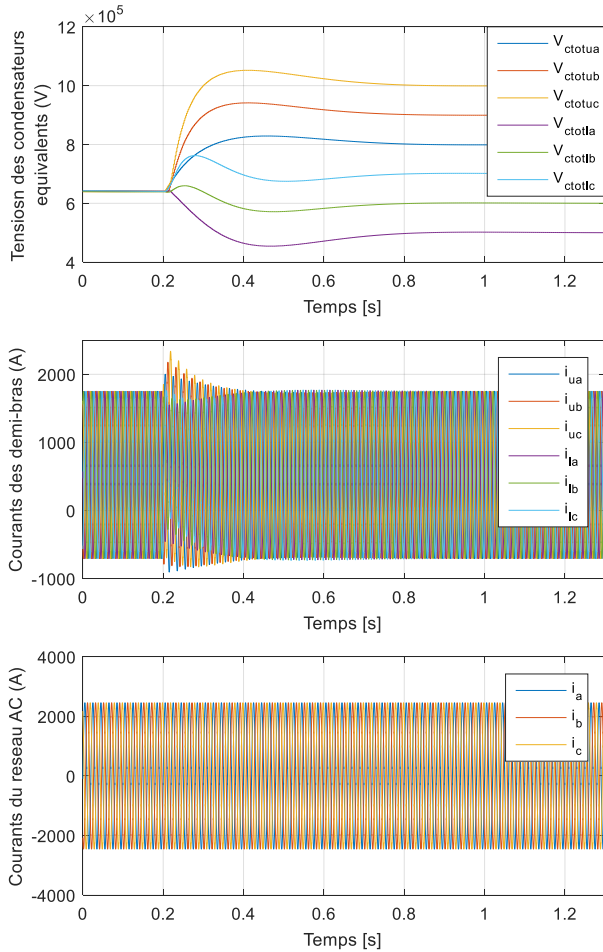 × 10⁵
12
10
8
6
4
0
0.2
0.4
0.6
0.8
1
1.2
Tensiosn des condensateurs
equivalents (V)
Temps [s]
V_ctotua
V_ctotub
V_ctotuc
V_ctotla
V_ctotlb
V_ctotlc
2000
1000
0
-1000
0
0.2
0.4
0.6
0.8
1
1.2
Courants des demi-bras (A)
Temps [s]
i_ua
i_ub
i_uc
i_la
i_lb
i_lc
4000
2000
0
-2000
-4000
0
0.2
0.4
0.6
0.8
1
1.2
Courants du reseau AC (A)
Temps [s]
i_a
i_b
i_c